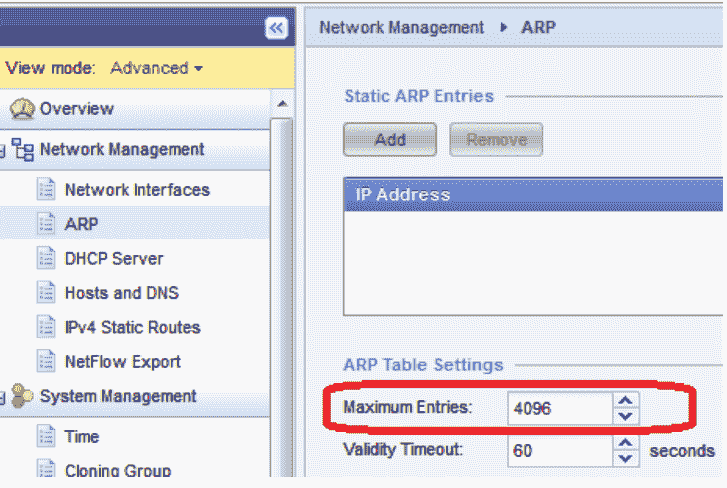 Network Management ARP
View mode: Advanced
Overview
Network Management
Network Interfaces
ARP
DHCP Server
Hosts and DNS
IPv4 Static Routes
NetFlow Export
System Management
Time
Cloning Group
Static ARP Entries
Add Remove
IP Address
ARP Table Settings
Maximum Entries: 4096
Validity Timeout: 60 seconds